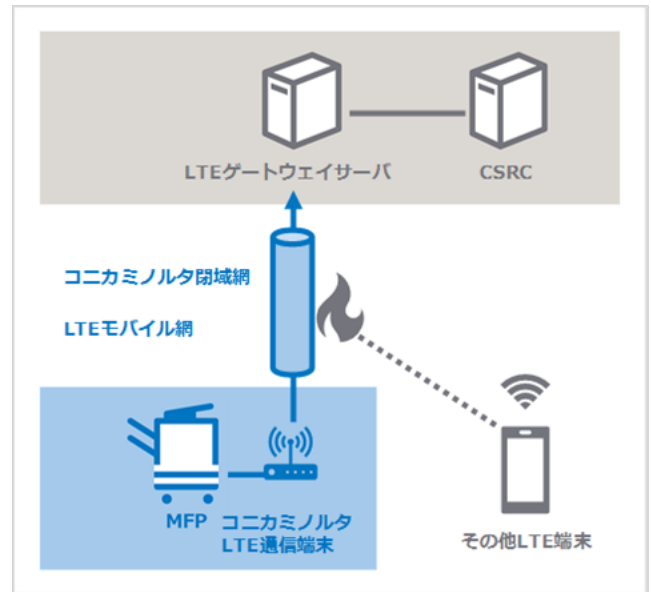 LTEゲートウェイサーバ
CSRC
コニカミノルタ閉域網
LTEモバイル網
MFP
コニカミノルタ
LTE通信端末
その他LTE端末